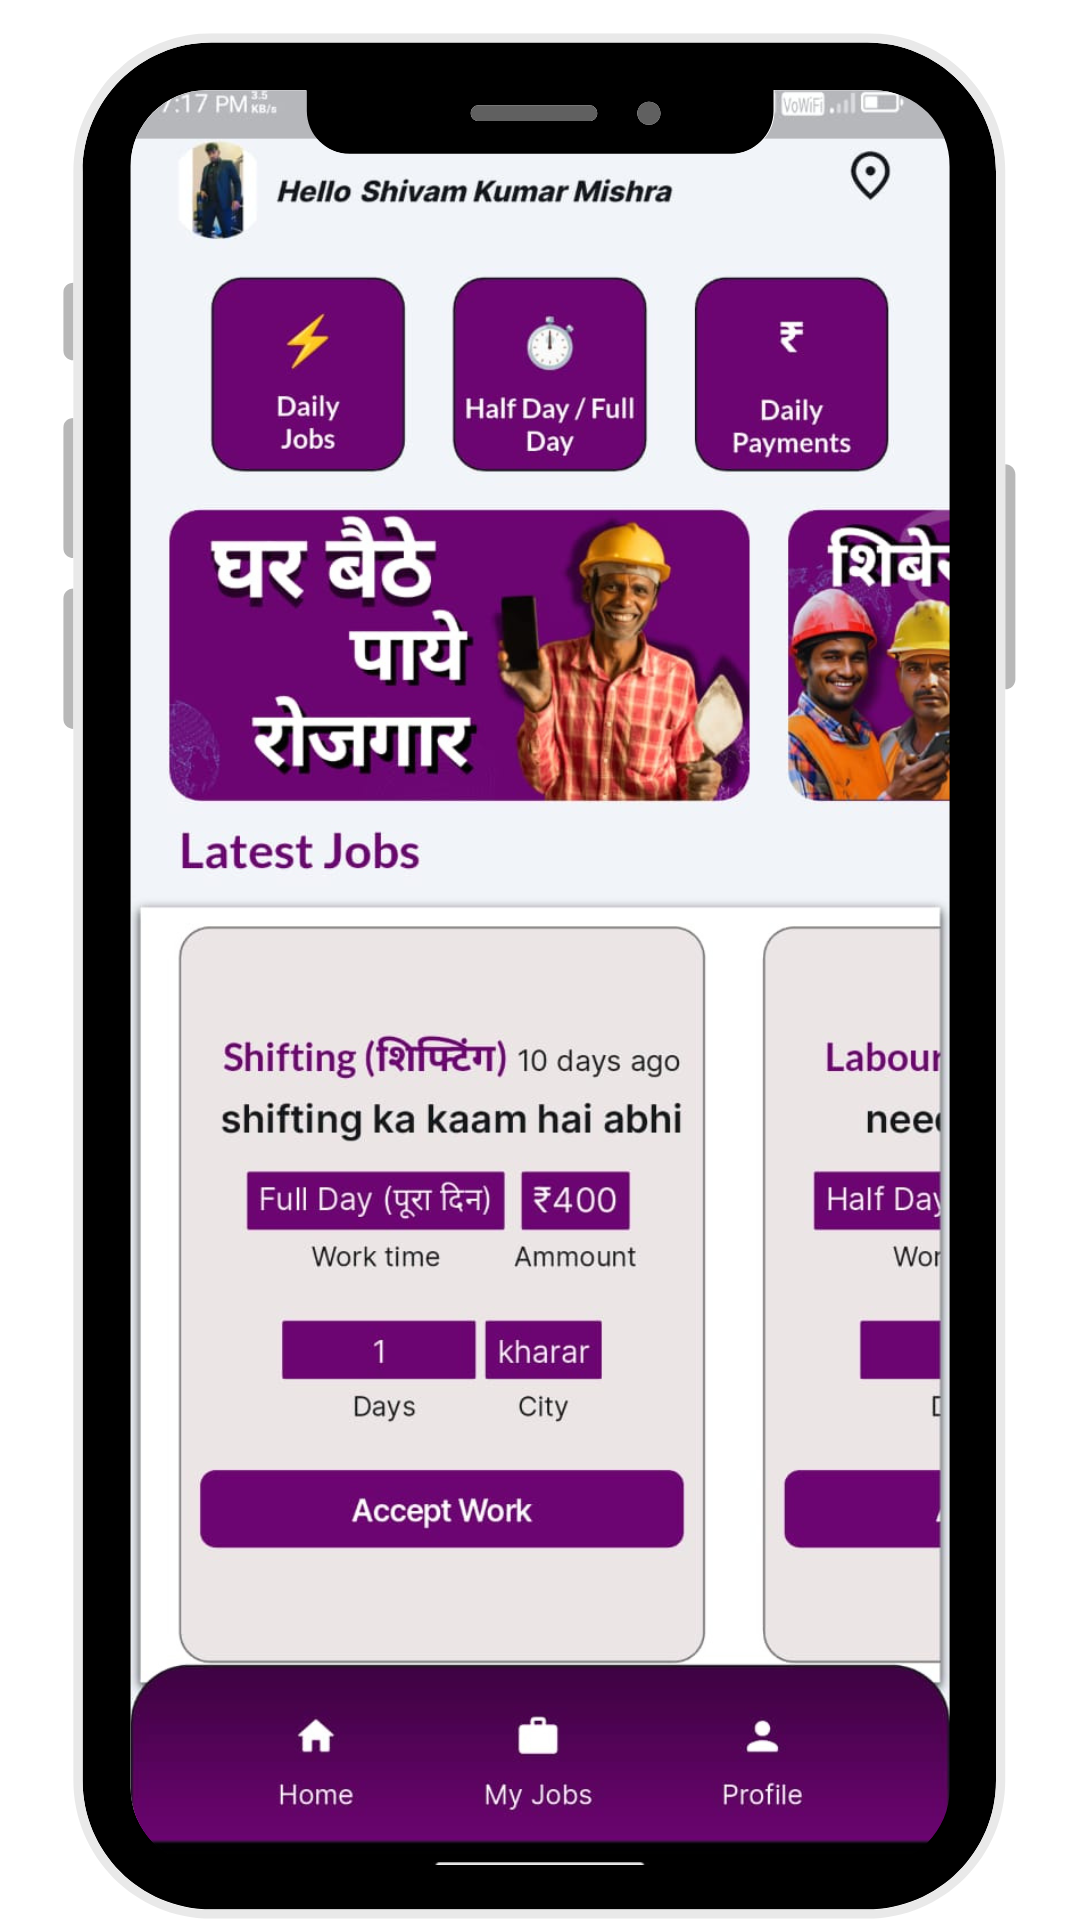 7:17 PM 3.5 KB/s VoWiFi
Hello Shivam Kumar Mishra
Daily
Jobs
Half Day / Full
Day
₹
Daily
Payments
घर बैठे
पाये
रोजगार
Latest Jobs
Shifting (शिफ्टिंग) 10 days ago
shifting ka kaam hai abhi
Full Day (पूरा दिन) ₹400
Work time Ammount
1 kharar
Days City
Accept Work
Labour
Half Day
Home My Jobs Profile